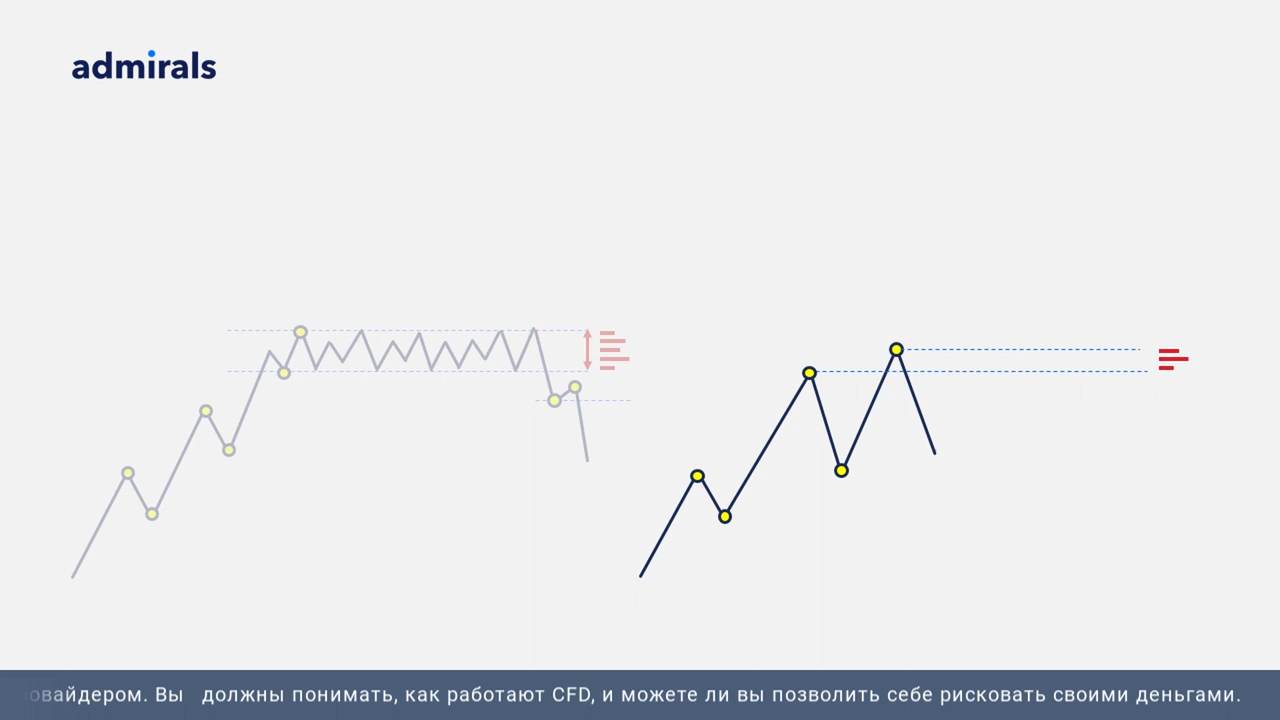 admirals
овайдером. Вы должны понимать, как работают CFD, и можете ли вы позволить себе рисковать своими деньгами.